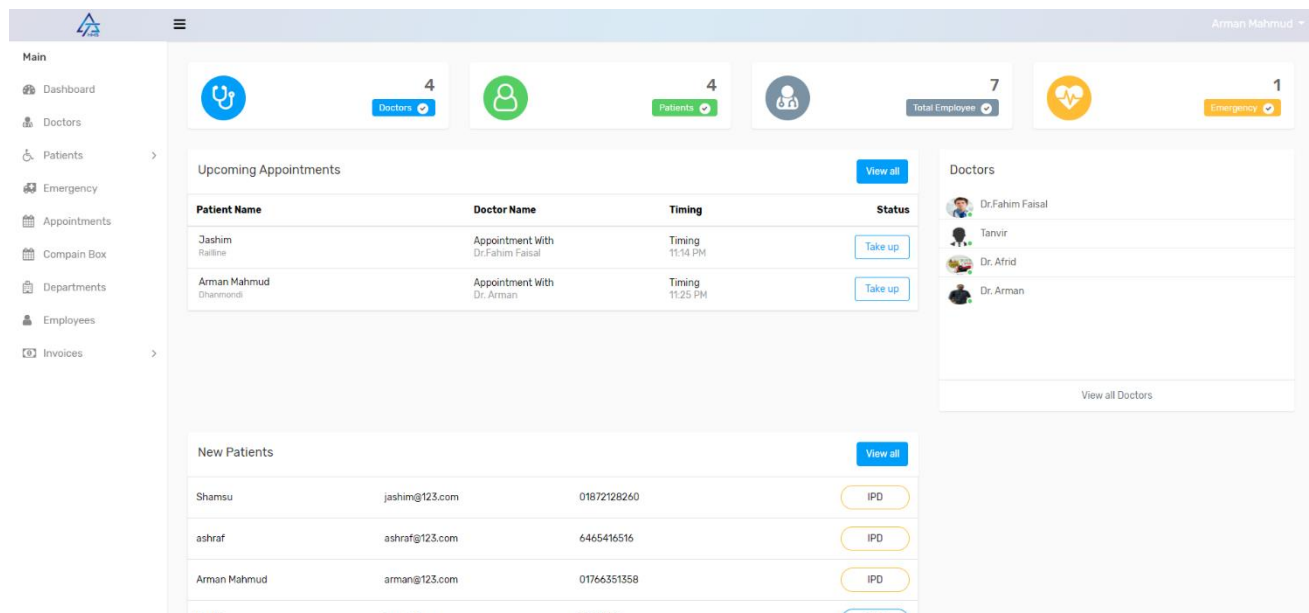 Arman Mahmud
Main
Dashboard
Doctors
Patients
Emergency
Appointments
Compain Box
Departments
Employees
Invoices
4
Doctors
4
Patients
7
Total Employee
1
Emergency
Upcoming Appointments View all
Patient Name Doctor Name Timing Status
Jashim Appointment With Timing Take up
Railline Dr.Fahim Faisal 11:14 PM
Arman Mahmud Appointment With Timing Take up
Dhanmondi Dr. Arman 11:25 PM
Doctors
Dr.Fahim Faisal
Tanvir
Dr. Afrid
Dr. Arman
View all Doctors
New Patients View all
Shamsu jashim@123.com 01872128260 IPD
ashraf ashraf@123.com 6465416516 IPD
Arman Mahmud arman@123.com 01766351358 IPD